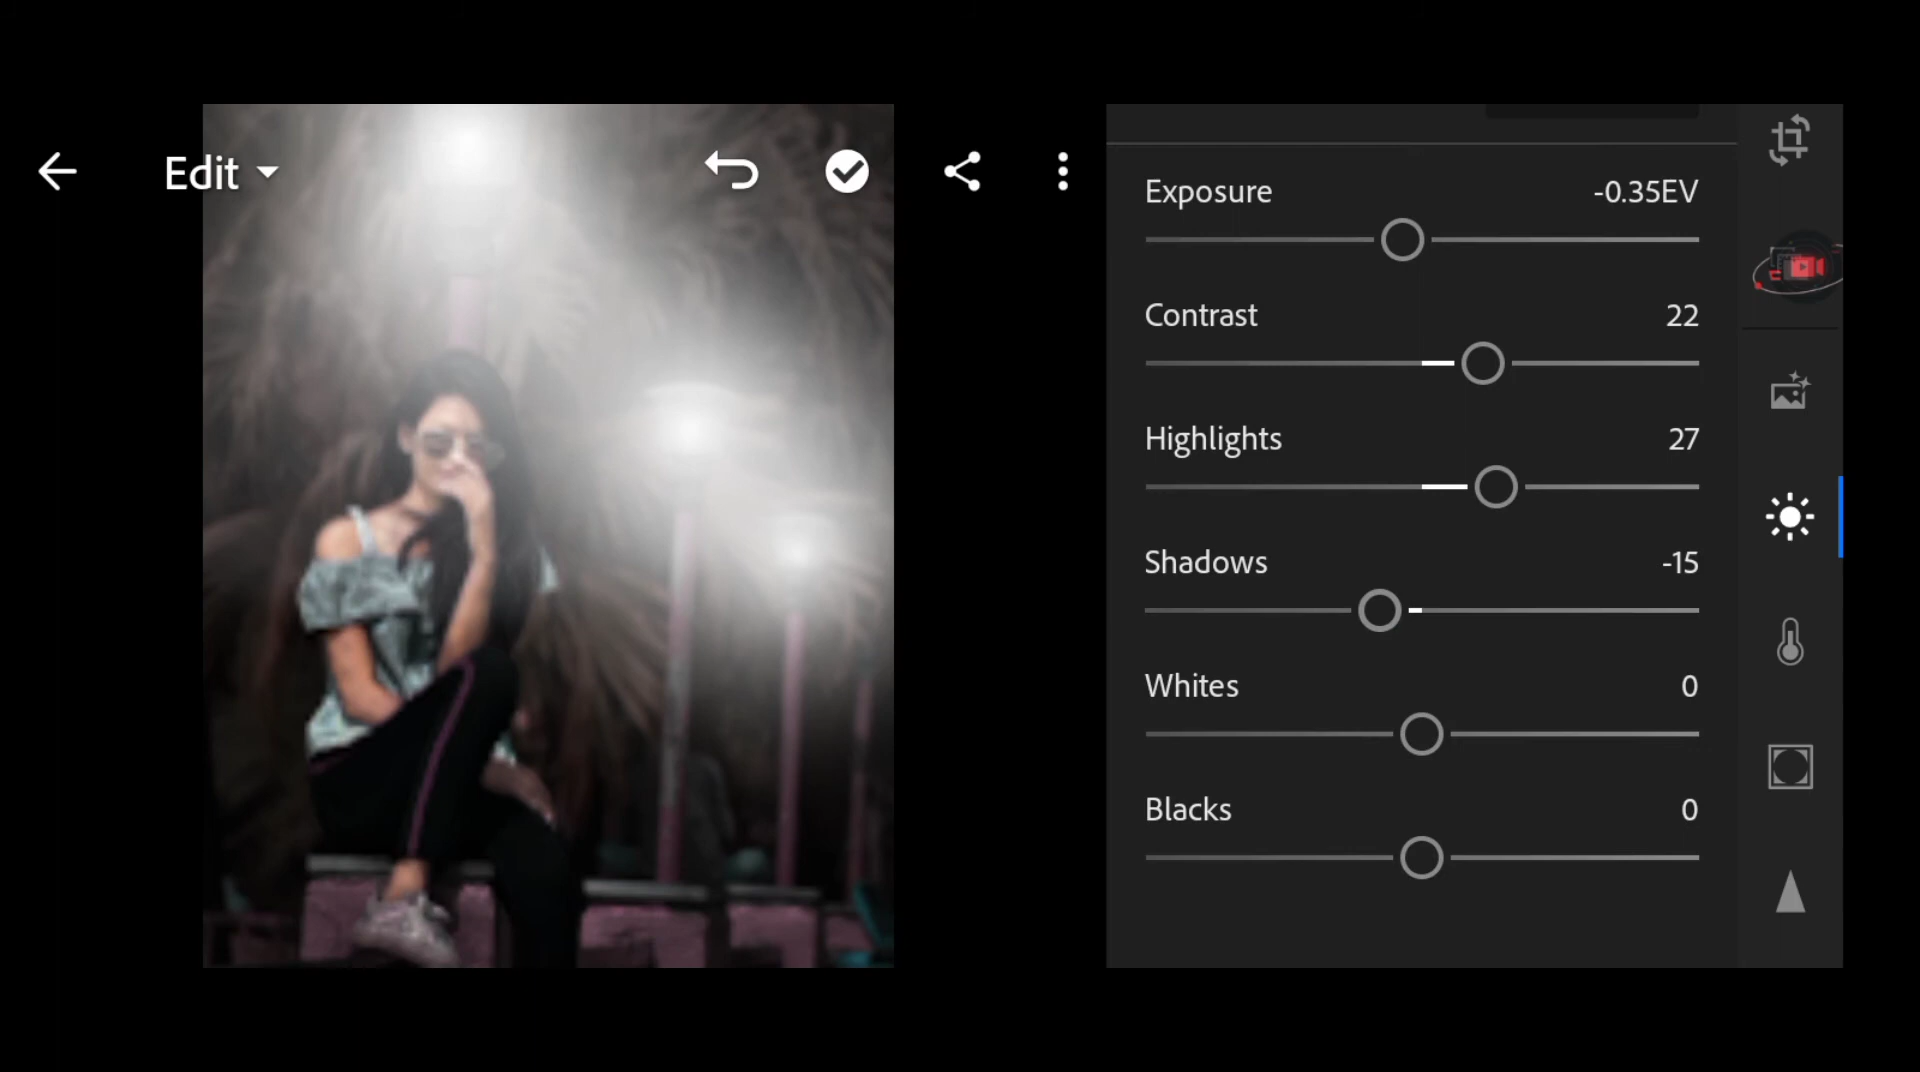 Edit
Exposure -0.35EV
Contrast 22
Highlights 27
Shadows -15
Whites 0
Blacks 0